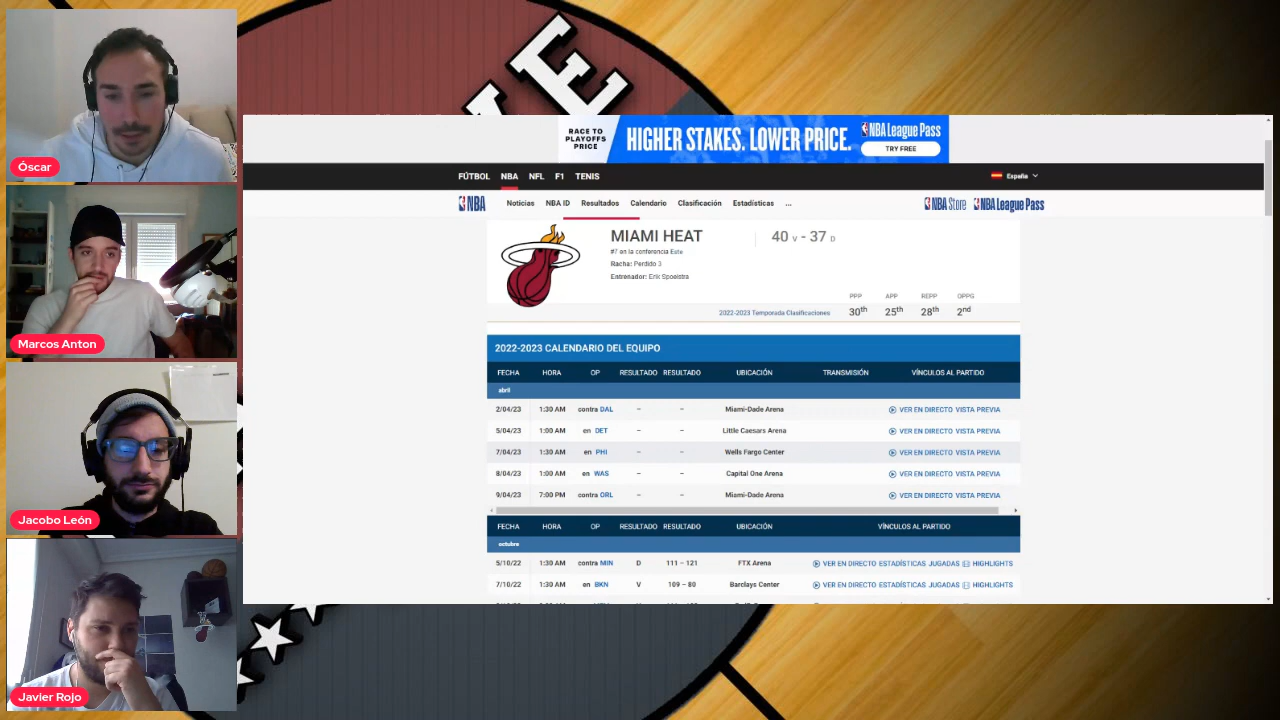 Óscar
Marcos Anton
Jacobo León
Javier Rojo
RACE TO
PLAYOFFS
PRICE
HIGHER STAKES. LOWER PRICE.
NBA League Pass
TRY FREE
FÚTBOL NBA NFL F1 TENIS
España
NBA Noticias NBA ID Resultados Calendario Clasificación Estadísticas ...
NBA Store NBA League Pass
MIAMI HEAT
40 V - 37 D
#7 en la conferencia Este
Racha: Perdido 3
Entrenador: Erik Spoelstra
PPP APP REPP OPPG
2022-2023 Temporada Clasificaciones 30th 25th 28th 2nd
2022-2023 CALENDARIO DEL EQUIPO
FECHA HORA OP RESULTADO RESULTADO UBICACIÓN TRANSMISIÓN VÍNCULOS AL PARTIDO
abril
2/04/23 1:30 AM contra DAL – – Miami-Dade Arena VER EN DIRECTO VISTA PREVIA
5/04/23 1:00 AM en DET – – Little Caesars Arena VER EN DIRECTO VISTA PREVIA
7/04/23 1:30 AM en PHI – – Wells Fargo Center VER EN DIRECTO VISTA PREVIA
8/04/23 1:00 AM en WAS – – Capital One Arena VER EN DIRECTO VISTA PREVIA
9/04/23 7:00 PM contra ORL – – Miami-Dade Arena VER EN DIRECTO VISTA PREVIA
FECHA HORA OP RESULTADO RESULTADO UBICACIÓN VÍNCULOS AL PARTIDO
octubre
5/10/22 1:30 AM contra MIN D 111 – 121 FTX Arena VER EN DIRECTO ESTADÍSTICAS JUGADAS HIGHLIGHTS
7/10/22 1:30 AM en BKN V 109 – 80 Barclays Center VER EN DIRECTO ESTADÍSTICAS JUGADAS HIGHLIGHTS